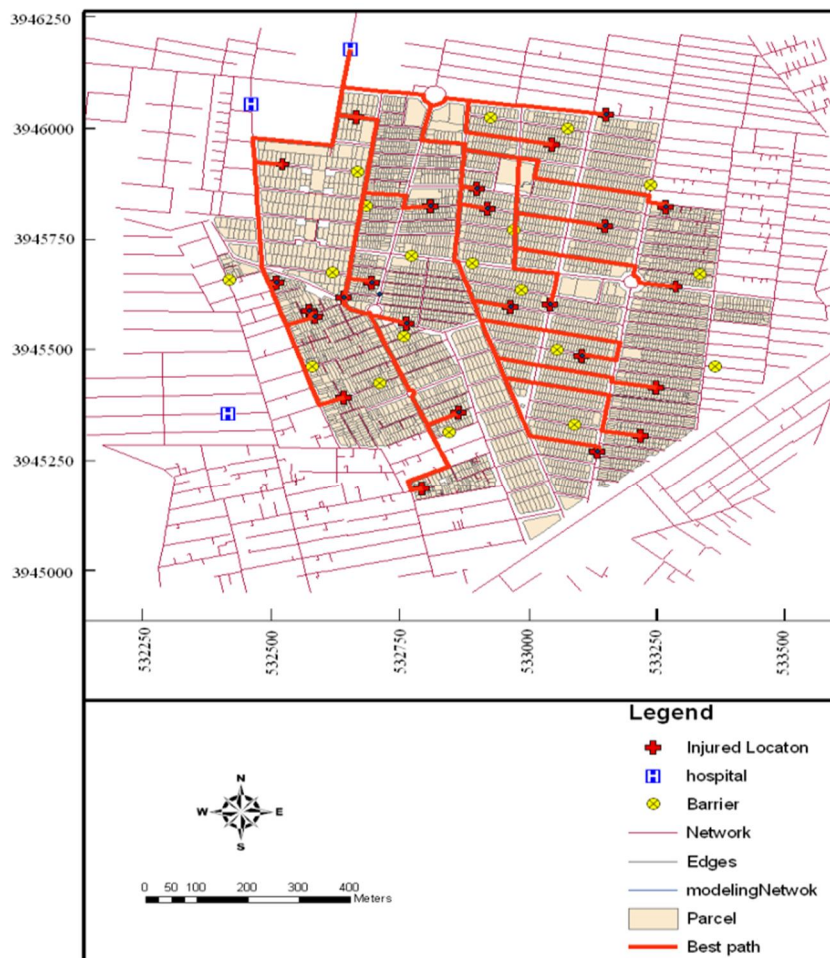 3946250
3946000
3945750
3945500
3945250
3945000
532250
532500
532750
533000
533250
533500
H
H
H
Legend
Injured Locaton
H hospital
Barrier
Network
Edges
modelingNetwok
Parcel
Best path
N
W E
S
0 50 100 200 300 400
Meters